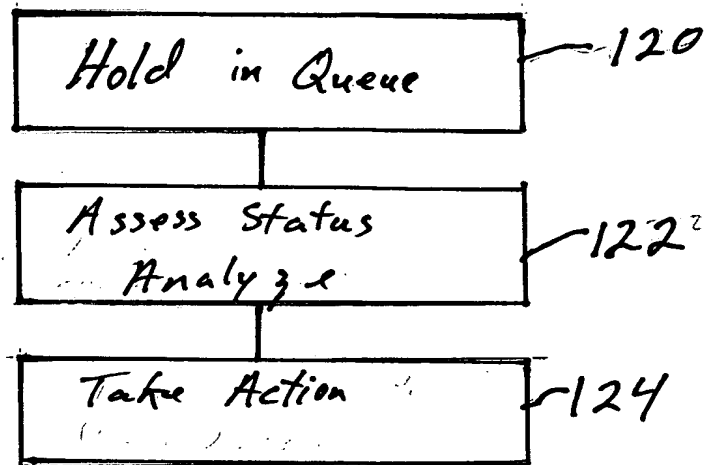 Hold in Queue
120
Assess Status
Analyze
122
Take Action
124